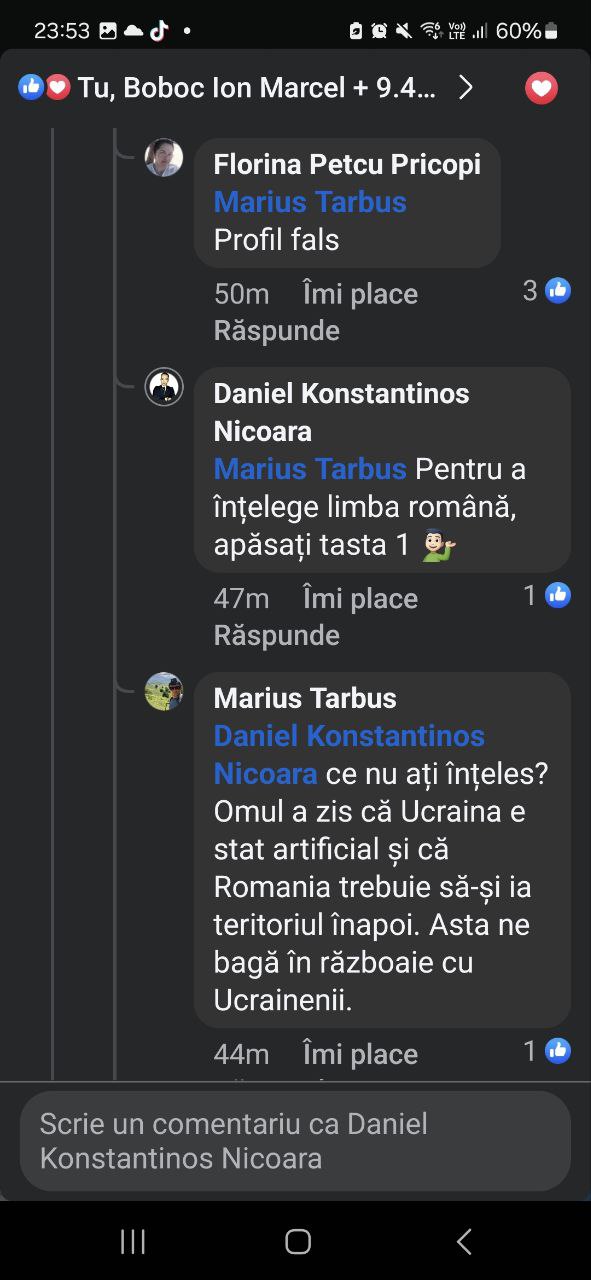 23:53
Vo)) LTE 60%
Tu, Boboc Ion Marcel + 9.4...
Florina Petcu Pricopi
Marius Tarbus
Profil fals
50m Îmi place 3
Răspunde
Daniel Konstantinos
Nicoara
Marius Tarbus Pentru a
înțelege limba română,
apăsați tasta 1
47m Îmi place 1
Răspunde
Marius Tarbus
Daniel Konstantinos
Nicoara ce nu ați înțeles?
Omul a zis că Ucraina e
stat artificial și că
Romania trebuie să-și ia
teritoriul înapoi. Asta ne
bagă în războaie cu
Ucrainenii.
44m Îmi place 1
Scrie un comentariu ca Daniel
Konstantinos Nicoara